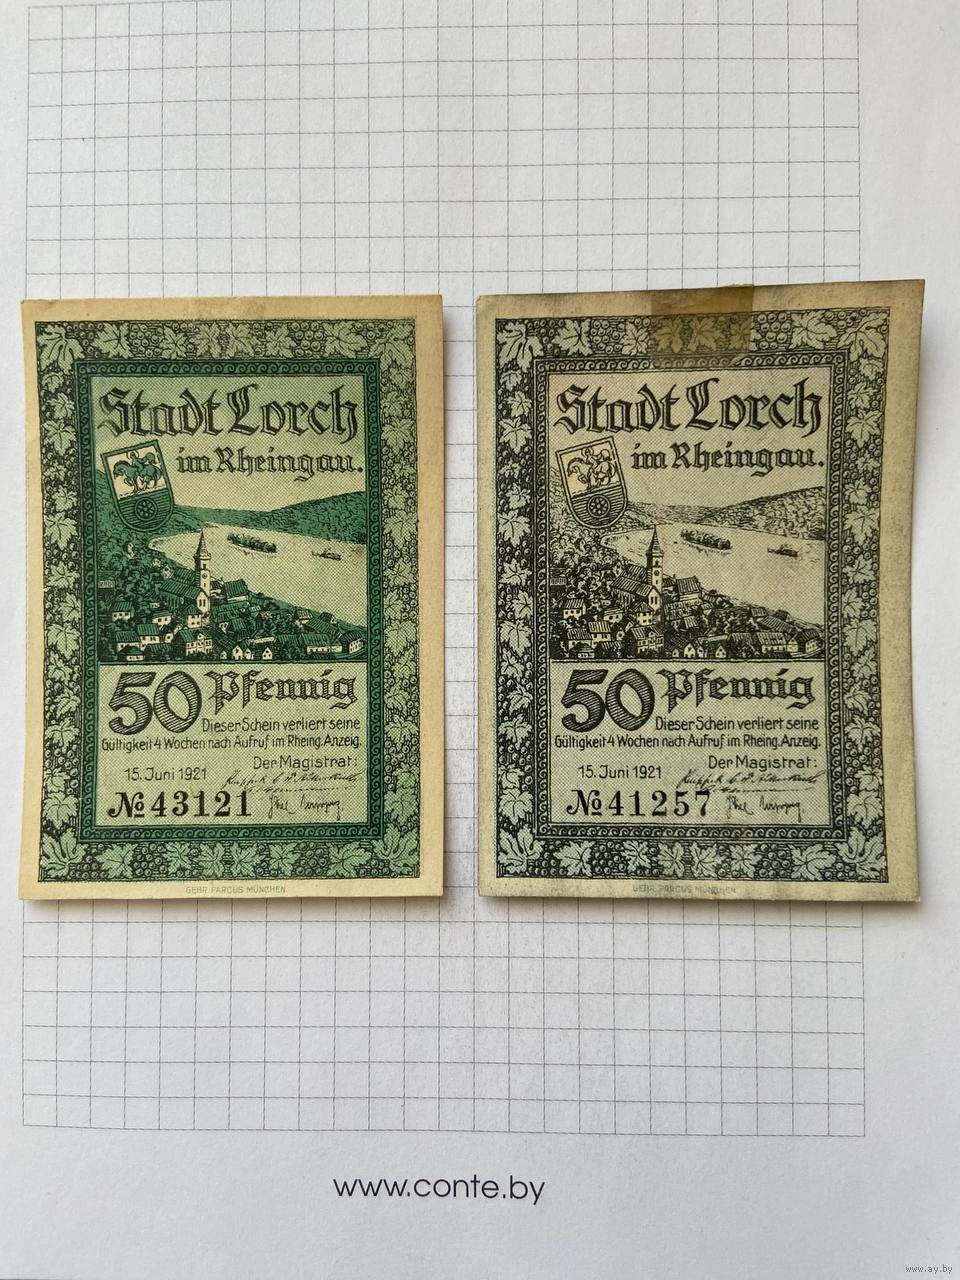 Stadt Lorch
im Rheingau.
50 Pfennig
Dieser Schein verliert seine
Gültigkeit 4 Wochen nach Aufruf im Rheing. Anzeig.
Der Magistrat:
15. Juni 1921
№ 43121
GEBR. PARCUS MÜNCHEN
Stadt Lorch
im Rheingau.
50 Pfennig
Dieser Schein verliert seine
Gültigkeit 4 Wochen nach Aufruf im Rheing. Anzeig.
Der Magistrat:
15. Juni 1921
№ 41257
GEBR. PARCUS MÜNCHEN
www.conte.by
www.ay.by